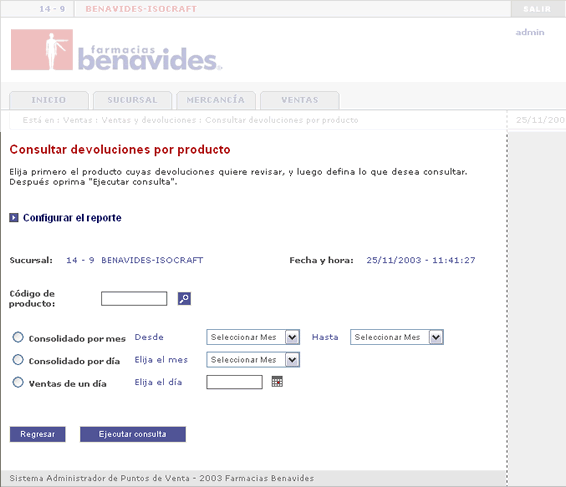 14 - 9 BENAVIDES-ISOCRAFT SALIR
admin
farmacias
benavides
INICIO SUCURSAL MERCANCÍA VENTAS
Está en : Ventas : Ventas y devoluciones : Consultar devoluciones por producto 25/11/200
Consultar devoluciones por producto
Elija primero el producto cuyas devoluciones quiere revisar, y luego defina lo que desea consultar.
Después oprima "Ejecutar consulta".
Configurar el reporte
Sucursal: 14 - 9 BENAVIDES-ISOCRAFT Fecha y hora: 25/11/2003 - 11:41:27
Código de
producto:
Consolidado por mes Desde Seleccionar Mes Hasta Seleccionar Mes
Consolidado por día Elija el mes Seleccionar Mes
Ventas de un día Elija el día
Regresar Ejecutar consulta
Sistema Administrador de Puntos de Venta - 2003 Farmacias Benavides